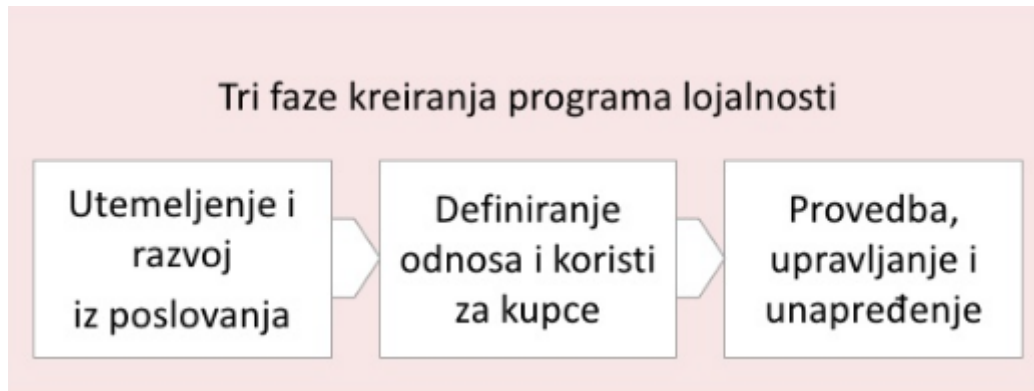 Tri faze kreiranja programa lojalnosti
Utemeljenje i
razvoj
iz poslovanja
Definiranje
odnosa i koristi
za kupce
Provedba,
upravljanje i
unapređenje